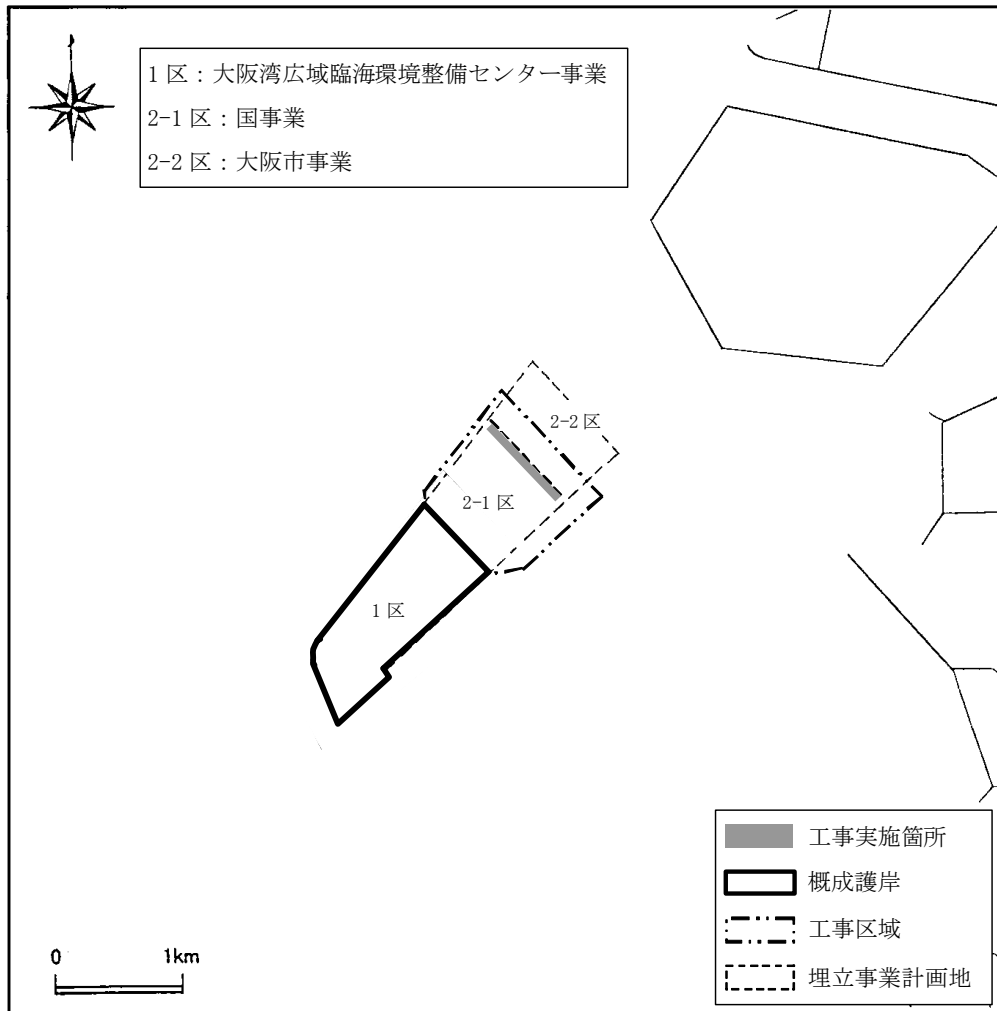 1 区：大阪湾広域臨海環境整備センター事業
2-1 区：国事業
2-2 区：大阪市事業
2-2 区
2-1 区
1 区
工事実施箇所
概成護岸
工事区域
埋立事業計画地
0 1km